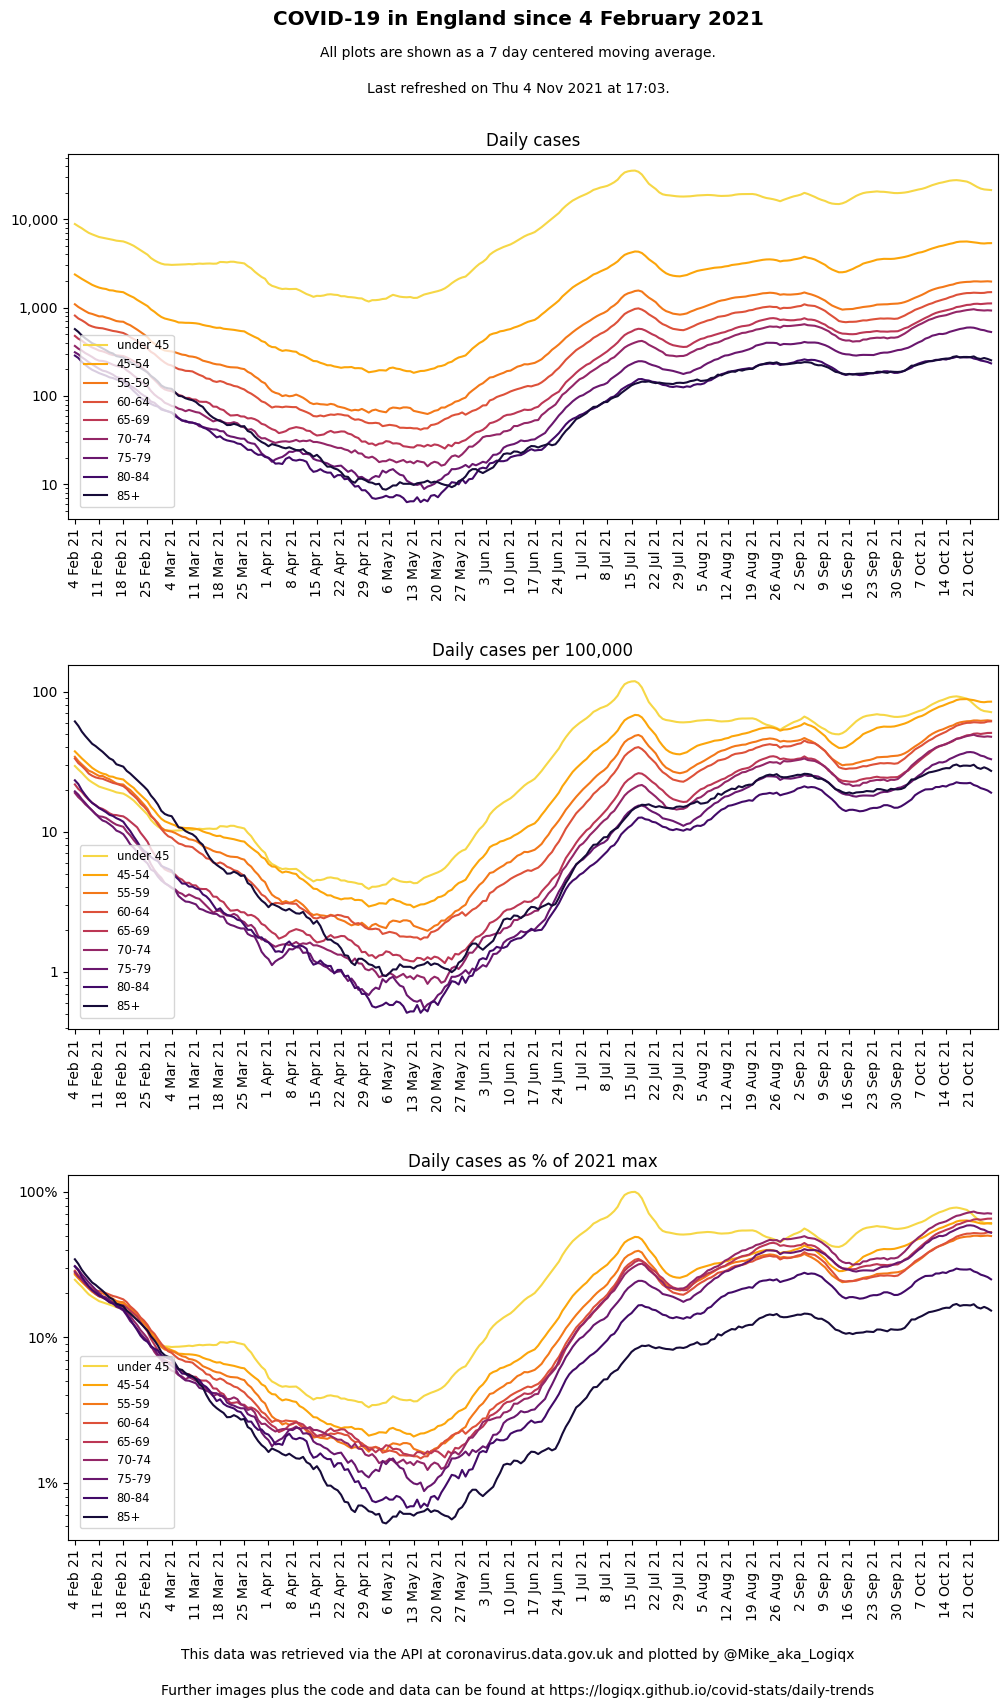 COVID-19 in England since 4 February 2021
All plots are shown as a 7 day centered moving average.
Last refreshed on Thu 4 Nov 2021 at 17:03.
Daily cases
10,000
1,000
100
10
under 45
45-54
55-59
60-64
65-69
70-74
75-79
80-84
85+
4 Feb 21
11 Feb 21
18 Feb 21
25 Feb 21
4 Mar 21
11 Mar 21
18 Mar 21
25 Mar 21
1 Apr 21
8 Apr 21
15 Apr 21
22 Apr 21
29 Apr 21
6 May 21
13 May 21
20 May 21
27 May 21
3 Jun 21
10 Jun 21
17 Jun 21
24 Jun 21
1 Jul 21
8 Jul 21
15 Jul 21
22 Jul 21
29 Jul 21
5 Aug 21
12 Aug 21
19 Aug 21
26 Aug 21
2 Sep 21
9 Sep 21
16 Sep 21
23 Sep 21
30 Sep 21
7 Oct 21
14 Oct 21
21 Oct 21
Daily cases per 100,000
100
10
1
under 45
45-54
55-59
60-64
65-69
70-74
75-79
80-84
85+
4 Feb 21
11 Feb 21
18 Feb 21
25 Feb 21
4 Mar 21
11 Mar 21
18 Mar 21
25 Mar 21
1 Apr 21
8 Apr 21
15 Apr 21
22 Apr 21
29 Apr 21
6 May 21
13 May 21
20 May 21
27 May 21
3 Jun 21
10 Jun 21
17 Jun 21
24 Jun 21
1 Jul 21
8 Jul 21
15 Jul 21
22 Jul 21
29 Jul 21
5 Aug 21
12 Aug 21
19 Aug 21
26 Aug 21
2 Sep 21
9 Sep 21
16 Sep 21
23 Sep 21
30 Sep 21
7 Oct 21
14 Oct 21
21 Oct 21
Daily cases as % of 2021 max
100%
10%
1%
under 45
45-54
55-59
60-64
65-69
70-74
75-79
80-84
85+
4 Feb 21
11 Feb 21
18 Feb 21
25 Feb 21
4 Mar 21
11 Mar 21
18 Mar 21
25 Mar 21
1 Apr 21
8 Apr 21
15 Apr 21
22 Apr 21
29 Apr 21
6 May 21
13 May 21
20 May 21
27 May 21
3 Jun 21
10 Jun 21
17 Jun 21
24 Jun 21
1 Jul 21
8 Jul 21
15 Jul 21
22 Jul 21
29 Jul 21
5 Aug 21
12 Aug 21
19 Aug 21
26 Aug 21
2 Sep 21
9 Sep 21
16 Sep 21
23 Sep 21
30 Sep 21
7 Oct 21
14 Oct 21
21 Oct 21
This data was retrieved via the API at coronavirus.data.gov.uk and plotted by @Mike_aka_Logiqx
Further images plus the code and data can be found at https://logiqx.github.io/covid-stats/daily-trends